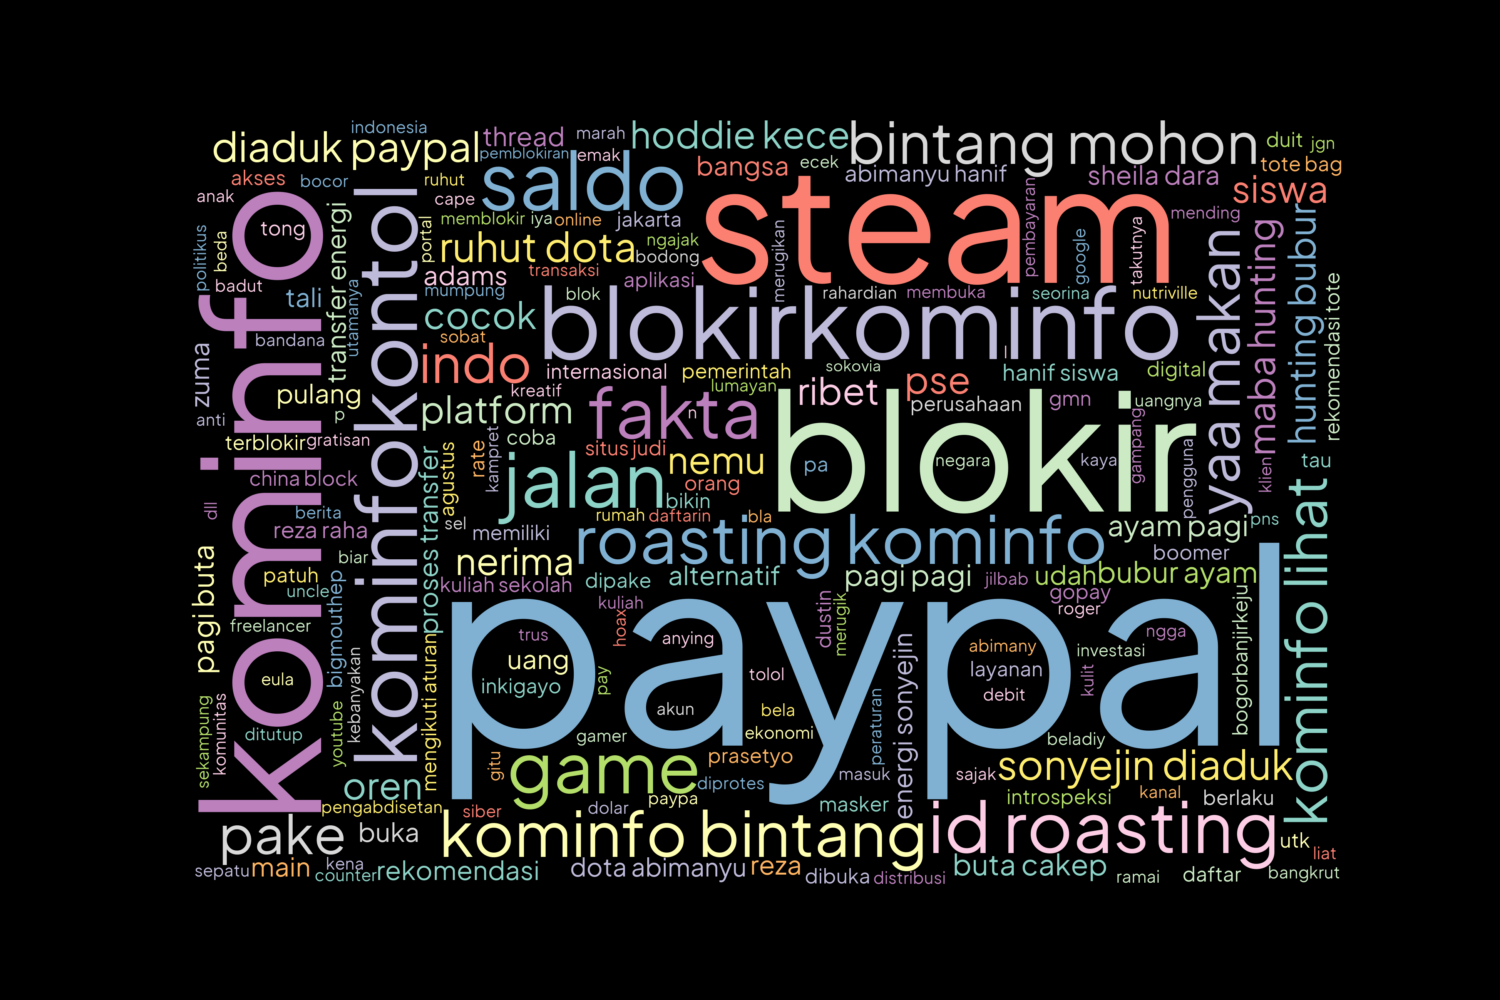 indonesia
diaduk paypal
thread
marah
hoddie kece
bintang mohon
duit
jgn
pemblokiran
emak
saldo
bangsa
ecek
abimanyu hanif
sheila dara
tote bag
akses
bocor
ruhut
steam
siswa
anak
cape
memblokir
iya
online
jakarta
pembayaran
mending
kominfo
tong
transfer energi
kominfokontol
portal
ruhut dota
ngajak
bodong
merugikan
google
takutnya
yaa makan
maba hunting
hunting bubur
politikus
beda
badut
tali
utamanya
adams
transaksi
aplikasi
mumpung
blok
rahardian
membuka
seorina
nutriville
recomendasi tote
bandana
cocok
blokirkominfo
sobat
zuma
indo
internasional
pemerintah
sokovia
hanif siswa
digital
kreatif
lumayan
ribet
pse
pulang
platform
fakta
n
perusahaan
gmn
uangnya
anti
p
blokir
terblokir
gratisan
coba
situs judi
nemu
pa
negara
kaya
gampang
pengguna
klien
tau
china block
proses transfer
agustus
rate
kampret
jalan
orang
bikin
kominfo lihat
dll
berita
reza raha
sel
memiliki
rumah
daftarin
bla
roasting kominfo
ayam pagi
pns
boomer
pagi buta
biar
patuh
uncle
bigmouthep
nerima
kuliah sekolah
dipake
alternatif
pagi pagi
jilbab
udah
bubur ayam
gopay
freelancer
kuliah
hoax
dustin
merugik
roger
paypal
trus
anying
abimany
ngga
investasi
bogorbanjirkeju
uang
inkigayo
pay
tolol
energi sonyejin
layanan
debit
kulit
eula
kebanyakan
mengikuti aturan
akun
bela
peraturan
sekampung
komunitas
ditutup
youtube
gamer
ekonomi
beladiy
gitu
game
prasetyo
diprotes
masuk
sajak
sonyejin diaduk
oren
pengabdisetan
siber
dolar
paypa
masker
introspeksi
kanal
berlaku
pake
buka
kominfo bintang
id roasting
utk
liat
sepatu
main
kena
counter
rekomendasi
dota abimanyu
reza
dibuka
distribusi
buta cakep
ramai
daftar
bangkrut